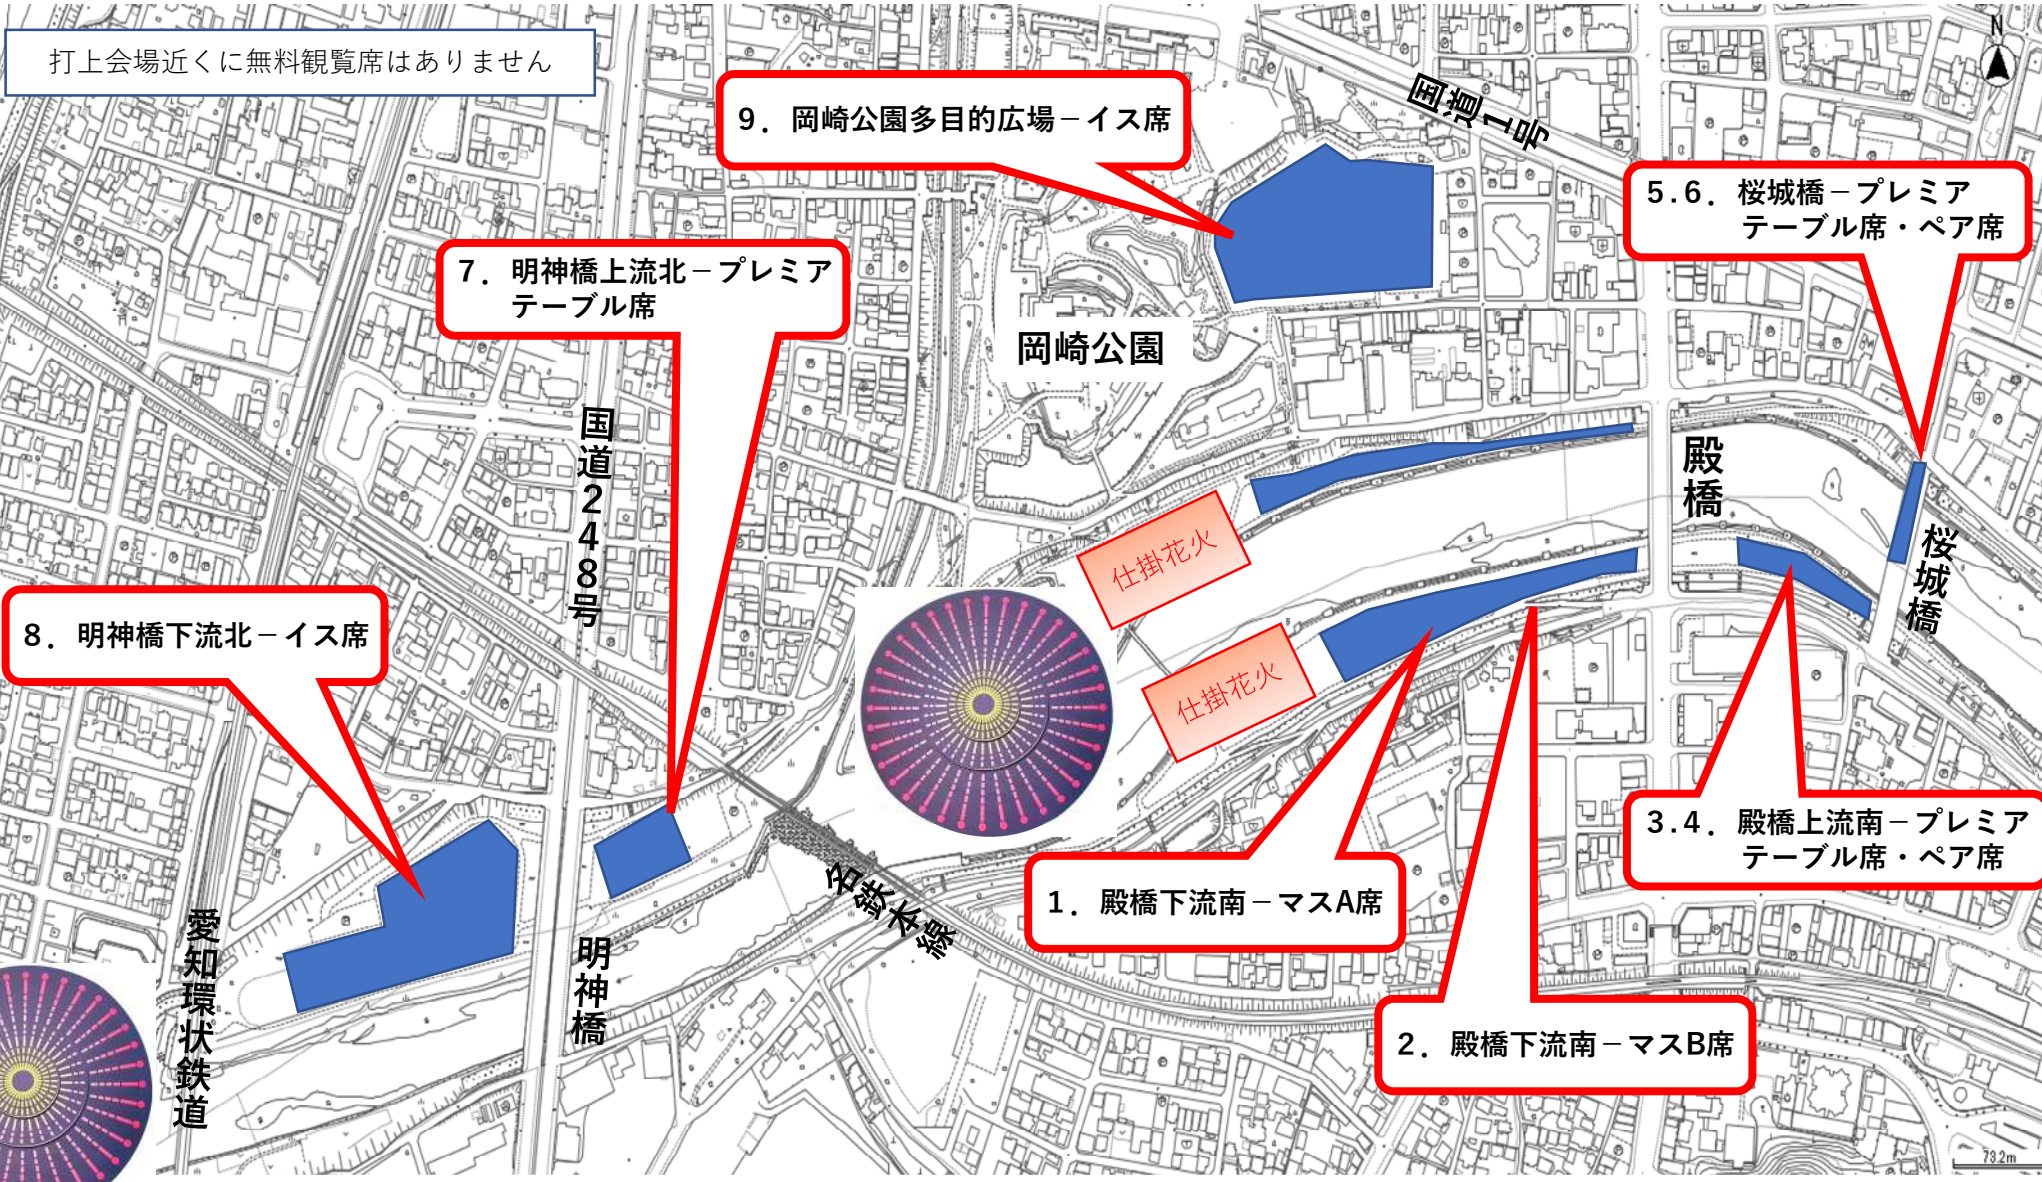 打上会場近くに無料観覧席はありません
N
9．岡崎公園多目的広場－イス席
国道1号
5.6．桜城橋－プレミア
テーブル席・ペア席
7．明神橋上流北－プレミア
テーブル席
岡崎公園
国道248号
殿橋
仕掛花火
桜城橋
8．明神橋下流北－イス席
仕掛花火
3.4．殿橋上流南－プレミア
テーブル席・ペア席
1．殿橋下流南－マスA席
名鉄本線
愛知環状鉄道
明神橋
2．殿橋下流南－マスB席
73.2m